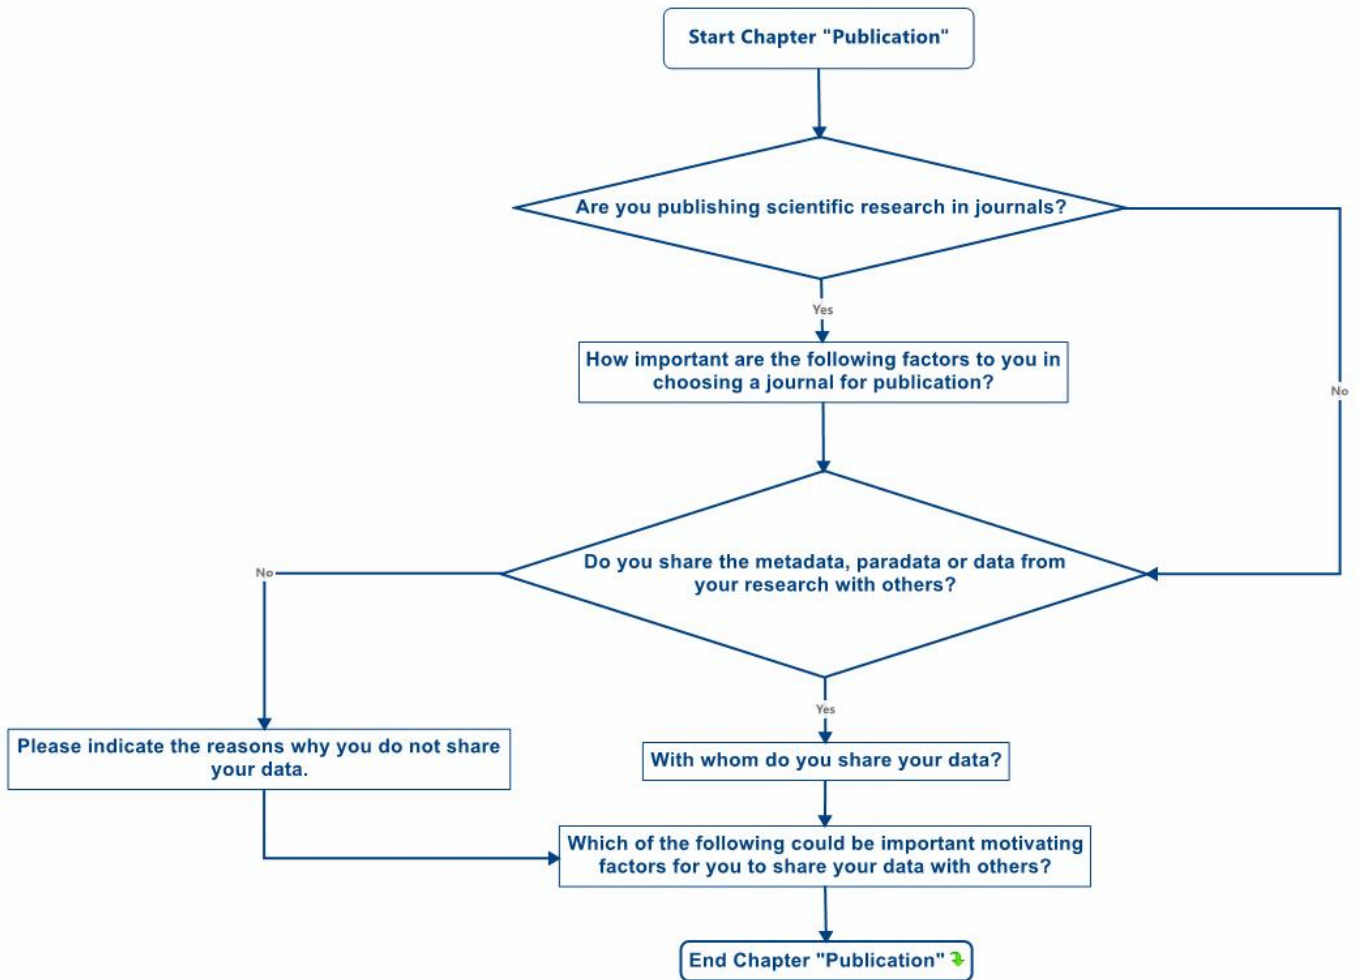 Start Chapter "Publication"
Are you publishing scientific research in journals?
Yes
How important are the following factors to you in
choosing a journal for publication?
No
Do you share the metadata, paradata or data from
your research with others?
No
Yes
Please indicate the reasons why you do not share
your data.
With whom do you share your data?
Which of the following could be important motivating
factors for you to share your data with others?
End Chapter "Publication"